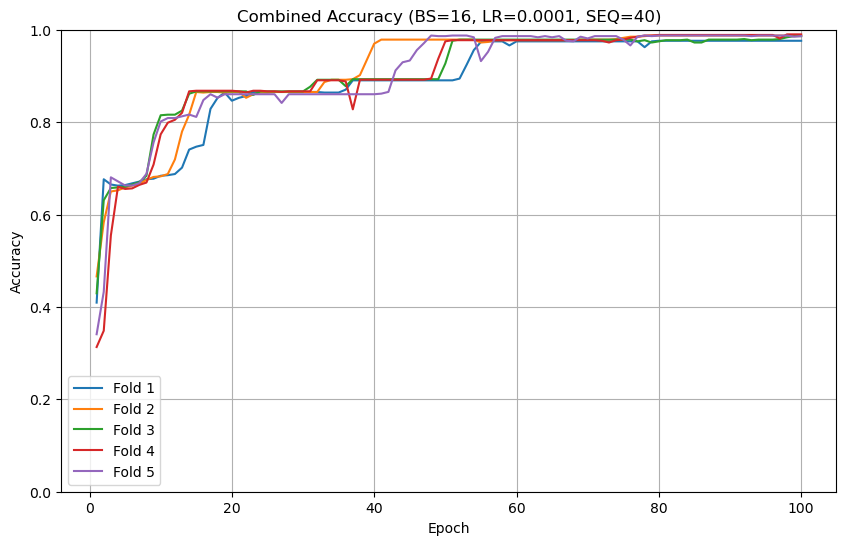 Combined Accuracy (BS=16, LR=0.0001, SEQ=40)
1.0
0.8
0.6
0.4
0.2
0.0
Accuracy
Fold 1
Fold 2
Fold 3
Fold 4
Fold 5
0 20 40 60 80 100
Epoch